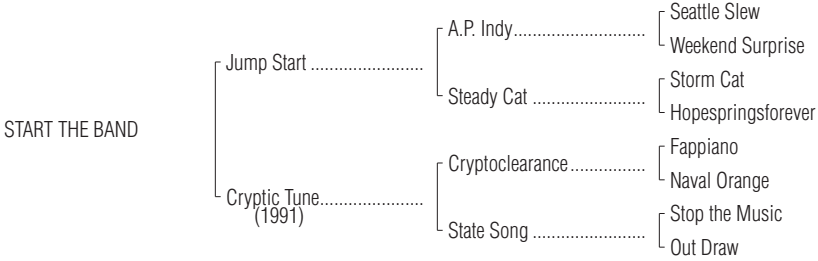 Seattle Slew
A.P. Indy..............................
Weekend Surprise
Jump Start .........................
Storm Cat
Steady Cat .........................
Hopespringsforever
START THE BAND
Fappiano
Cryptoclearance.................
Naval Orange
Cryptic Tune.......................
(1991)
Stop the Music
State Song .........................
Out Draw